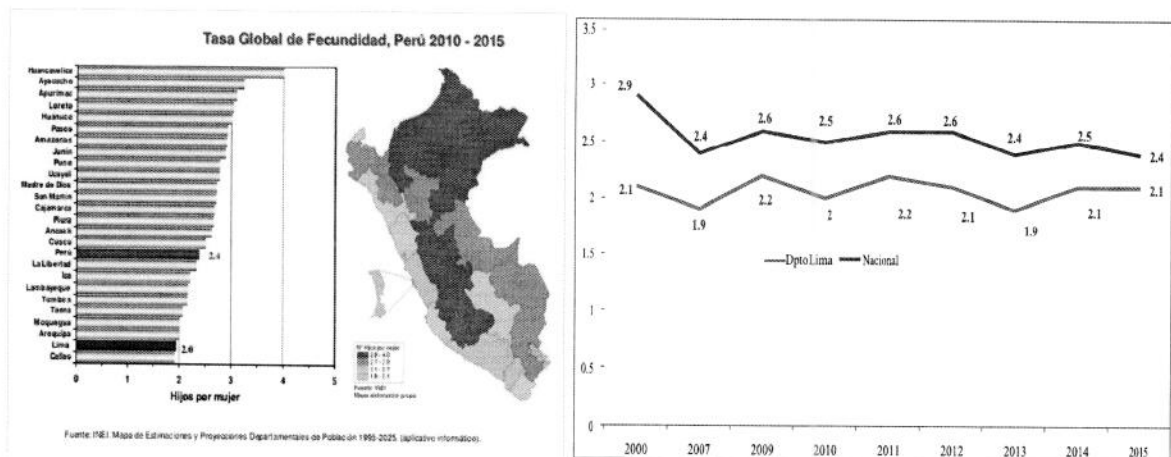 Tasa Global de Fecundidad, Perú 2010 - 2015
Huancavelica
Ayacucho
Apurimac
Loreto
Huánuco
Pasco
Amazonas
Junín
Puno
Ucayali
Madre de Dios
San Martín
Cajamarca
Piura
Ancash
Cusco
Perú
La Libertad
Ica
Lambayeque
Tumbes
Tacna
Moquegua
Arequipa
Lima
Callao
2.4
2.0
0 1 2 3 4 5
Hijos por mujer
Nº Hijos por mujer
Fuente: INEI
Fuente: INEI. Mapa de Estimaciones y Proyecciones Departamentales de Población 1995-2025. (aplicativo informático).
3.5
3
2.5
2
1.5
1
0.5
0
2.9 2.4 2.6 2.5 2.6 2.6 2.4 2.5 2.4
2.1 1.9 2.2 2 2.2 2.1 1.9 2.1 2.1
Dpto Lima Nacional
2000 2007 2009 2010 2011 2012 2013 2014 2015